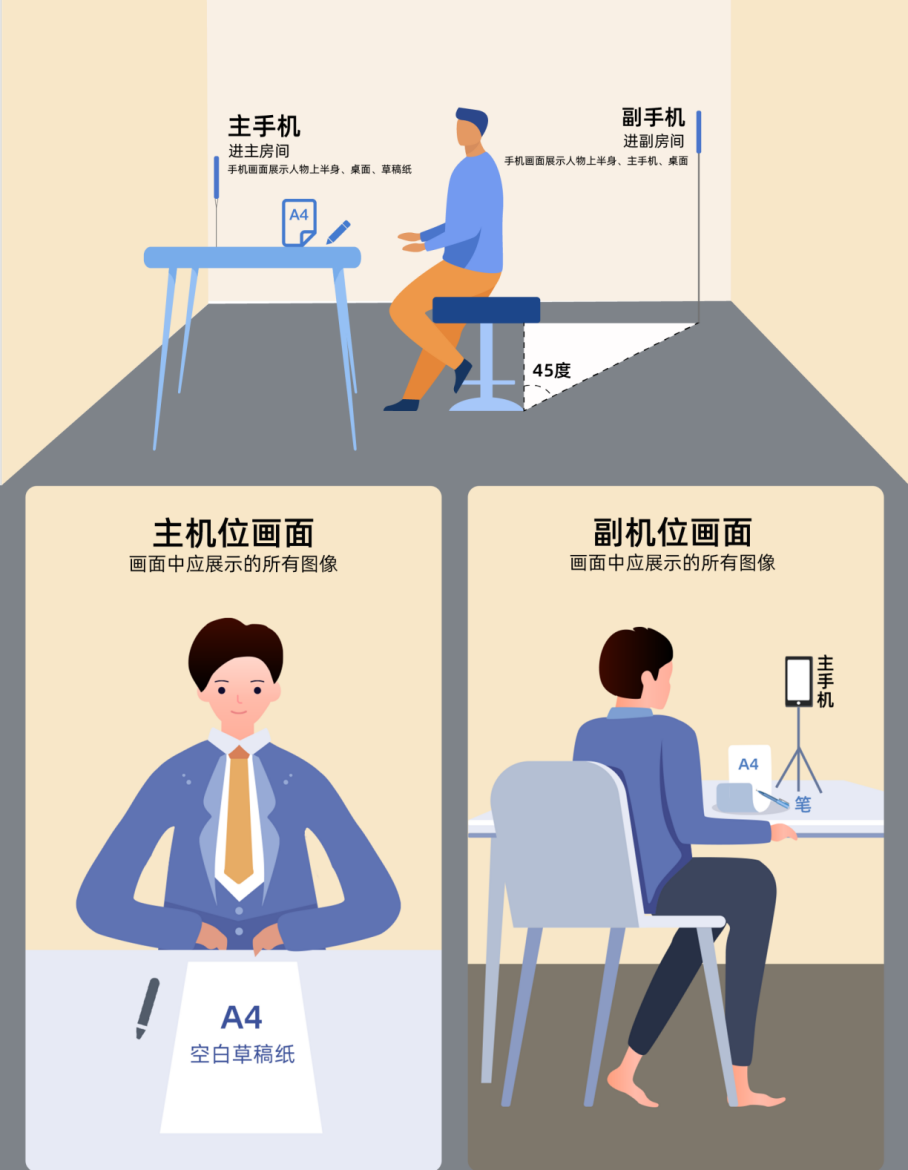 主手机
进主房间
手机画面展示人物上半身、桌面、草稿纸
A4
副手机
进副房间
手机画面展示人物上半身、主手机、桌面
45度
主机位画面
画面中应展示的所有图像
A4
空白草稿纸
副机位画面
画面中应展示的所有图像
主手机
A4
笔